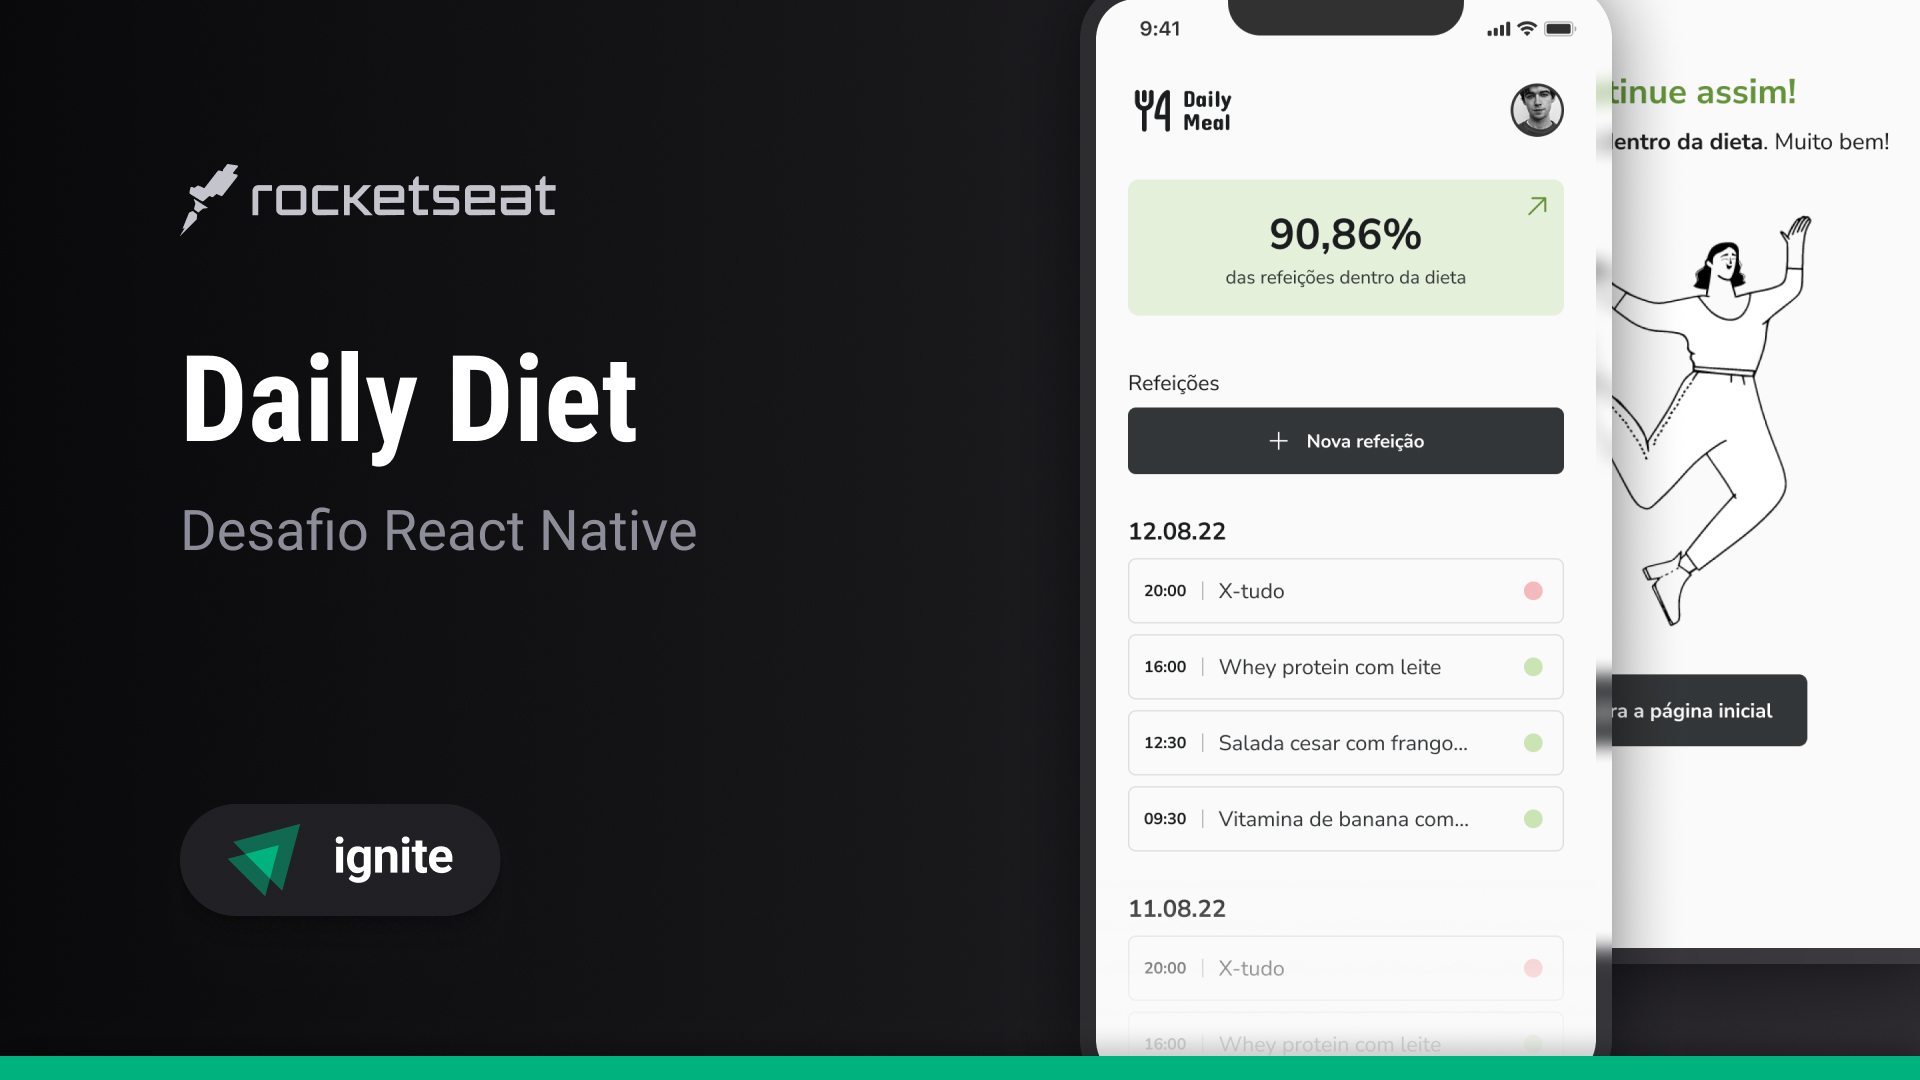 rocketseat
Daily Diet
Desafio React Native
ignite
9:41
Daily
Meal
90,86%
das refeições dentro da dieta
Refeições
Nova refeição
12.08.22
20:00 X-tudo
16:00 Whey protein com leite
12:30 Salada cesar com frango...
09:30 Vitamina de banana com...
11.08.22
20:00 X-tudo
16:00 Whey protein com leite
tinue assim!
entro da dieta. Muito bem!
ra a página inicial